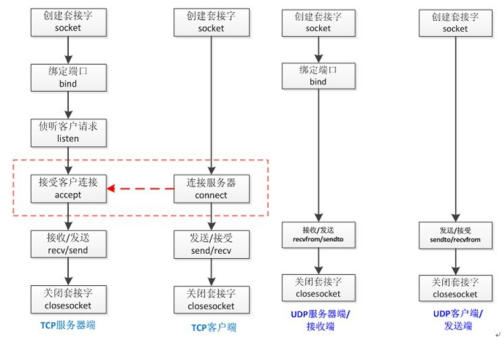 创建套接字
socket
绑定端口
bind
侦听客户请求
listen
接受客户连接
accept
接收/发送
recv/send
关闭套接字
closesocket
TCP服务器端
创建套接字
socket
连接服务器
connect
发送/接受
send/recv
关闭套接字
closesocket
TCP客户端
创建套接字
socket
绑定端口
bind
接收/发送
recvfrom/sendto
关闭套接字
closesocket
UDP服务器端/
接收端
创建套接字
socket
发送/接受
sendto/recvfrom
关闭套接字
closesocket
UDP客户端/
发送端